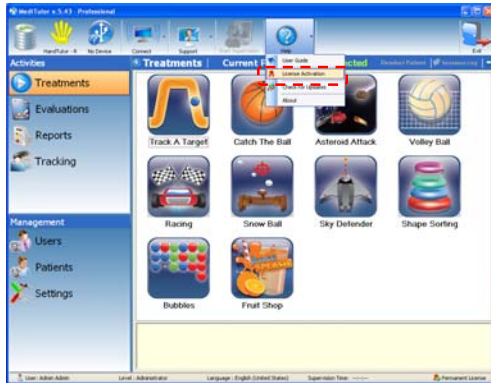 MediTutor v.5.43 - Professional
HandTutor - R No Device Connect Support Start Supervision Help Exit
User Guide
License Activation
Check for Updates
About
Activities
Treatments
Evaluations
Reports
Tracking
Treatments Current
Track A Target Catch The Ball Asteroid Attack Volley Ball
Racing Snow Ball Sky Defender Shape Sorting
Bubbles Fruit Shop
Management
Users
Patients
Settings
User: Admin Admin Level : Administrator Language : English (United States) Supervision Time: --:--:-- Permanent License